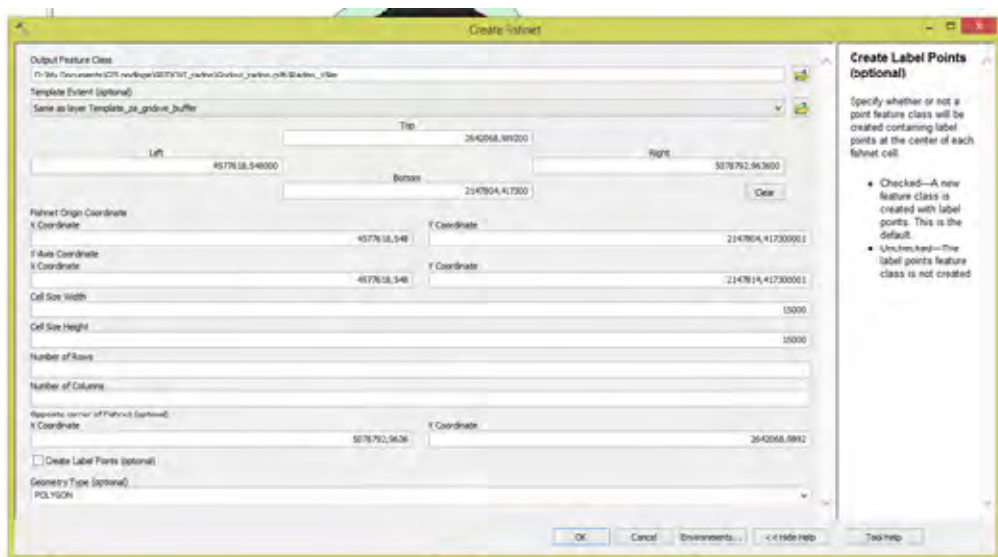 Create Fishnet
Output Feature Class
Template Extent (optional)
Same as layer Template_za_gridove_buffer
Top
2642068,989200
Left
Right
4577618,548000
5078792,963600
Bottom
2147804,417300
Clear
Fishnet Origin Coordinate
X Coordinate
Y Coordinate
4577618,548
2147804,417300001
Y-Axis Coordinate
X Coordinate
Y Coordinate
4577618,548
2147814,417300001
Cell Size Width
15000
Cell Size Height
15000
Number of Rows
Number of Columns
Opposite corner of Fishnet (optional)
X Coordinate
Y Coordinate
5078792,9636
2642068,9892
Create Label Points (optional)
Geometry Type (optional)
POLYGON
OK
Cancel
Environments...
<< Hide Help
Tool Help
Create Label Points
(optional)
Specify whether or not a
point feature class will be
created containing label
points at the center of each
fishnet cell.
• Checked—A new
feature class is
created with label
points. This is the
default.
• Unchecked—The
label points feature
class is not created